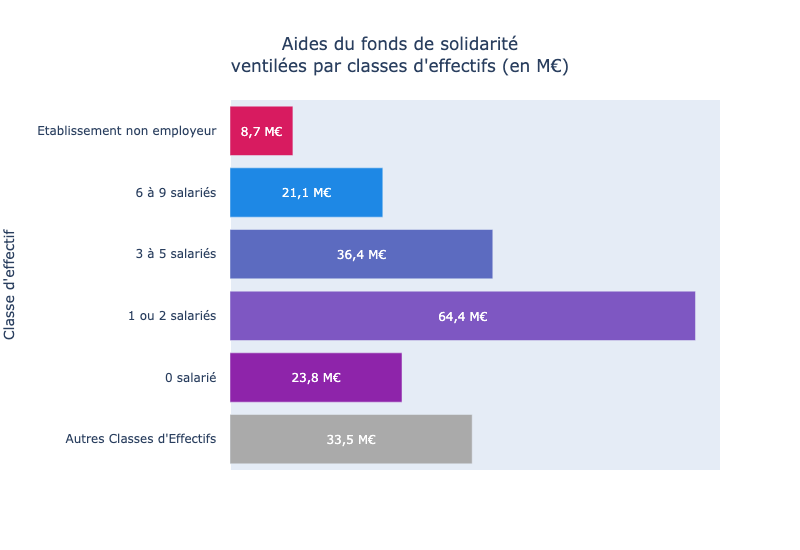 Aides du fonds de solidarité
ventilées par classes d'effectifs (en M€)
Classe d'effectif
Etablissement non employeur
8,7 M€
6 à 9 salariés
21,1 M€
3 à 5 salariés
36,4 M€
1 ou 2 salariés
64,4 M€
0 salarié
23,8 M€
Autres Classes d'Effectifs
33,5 M€